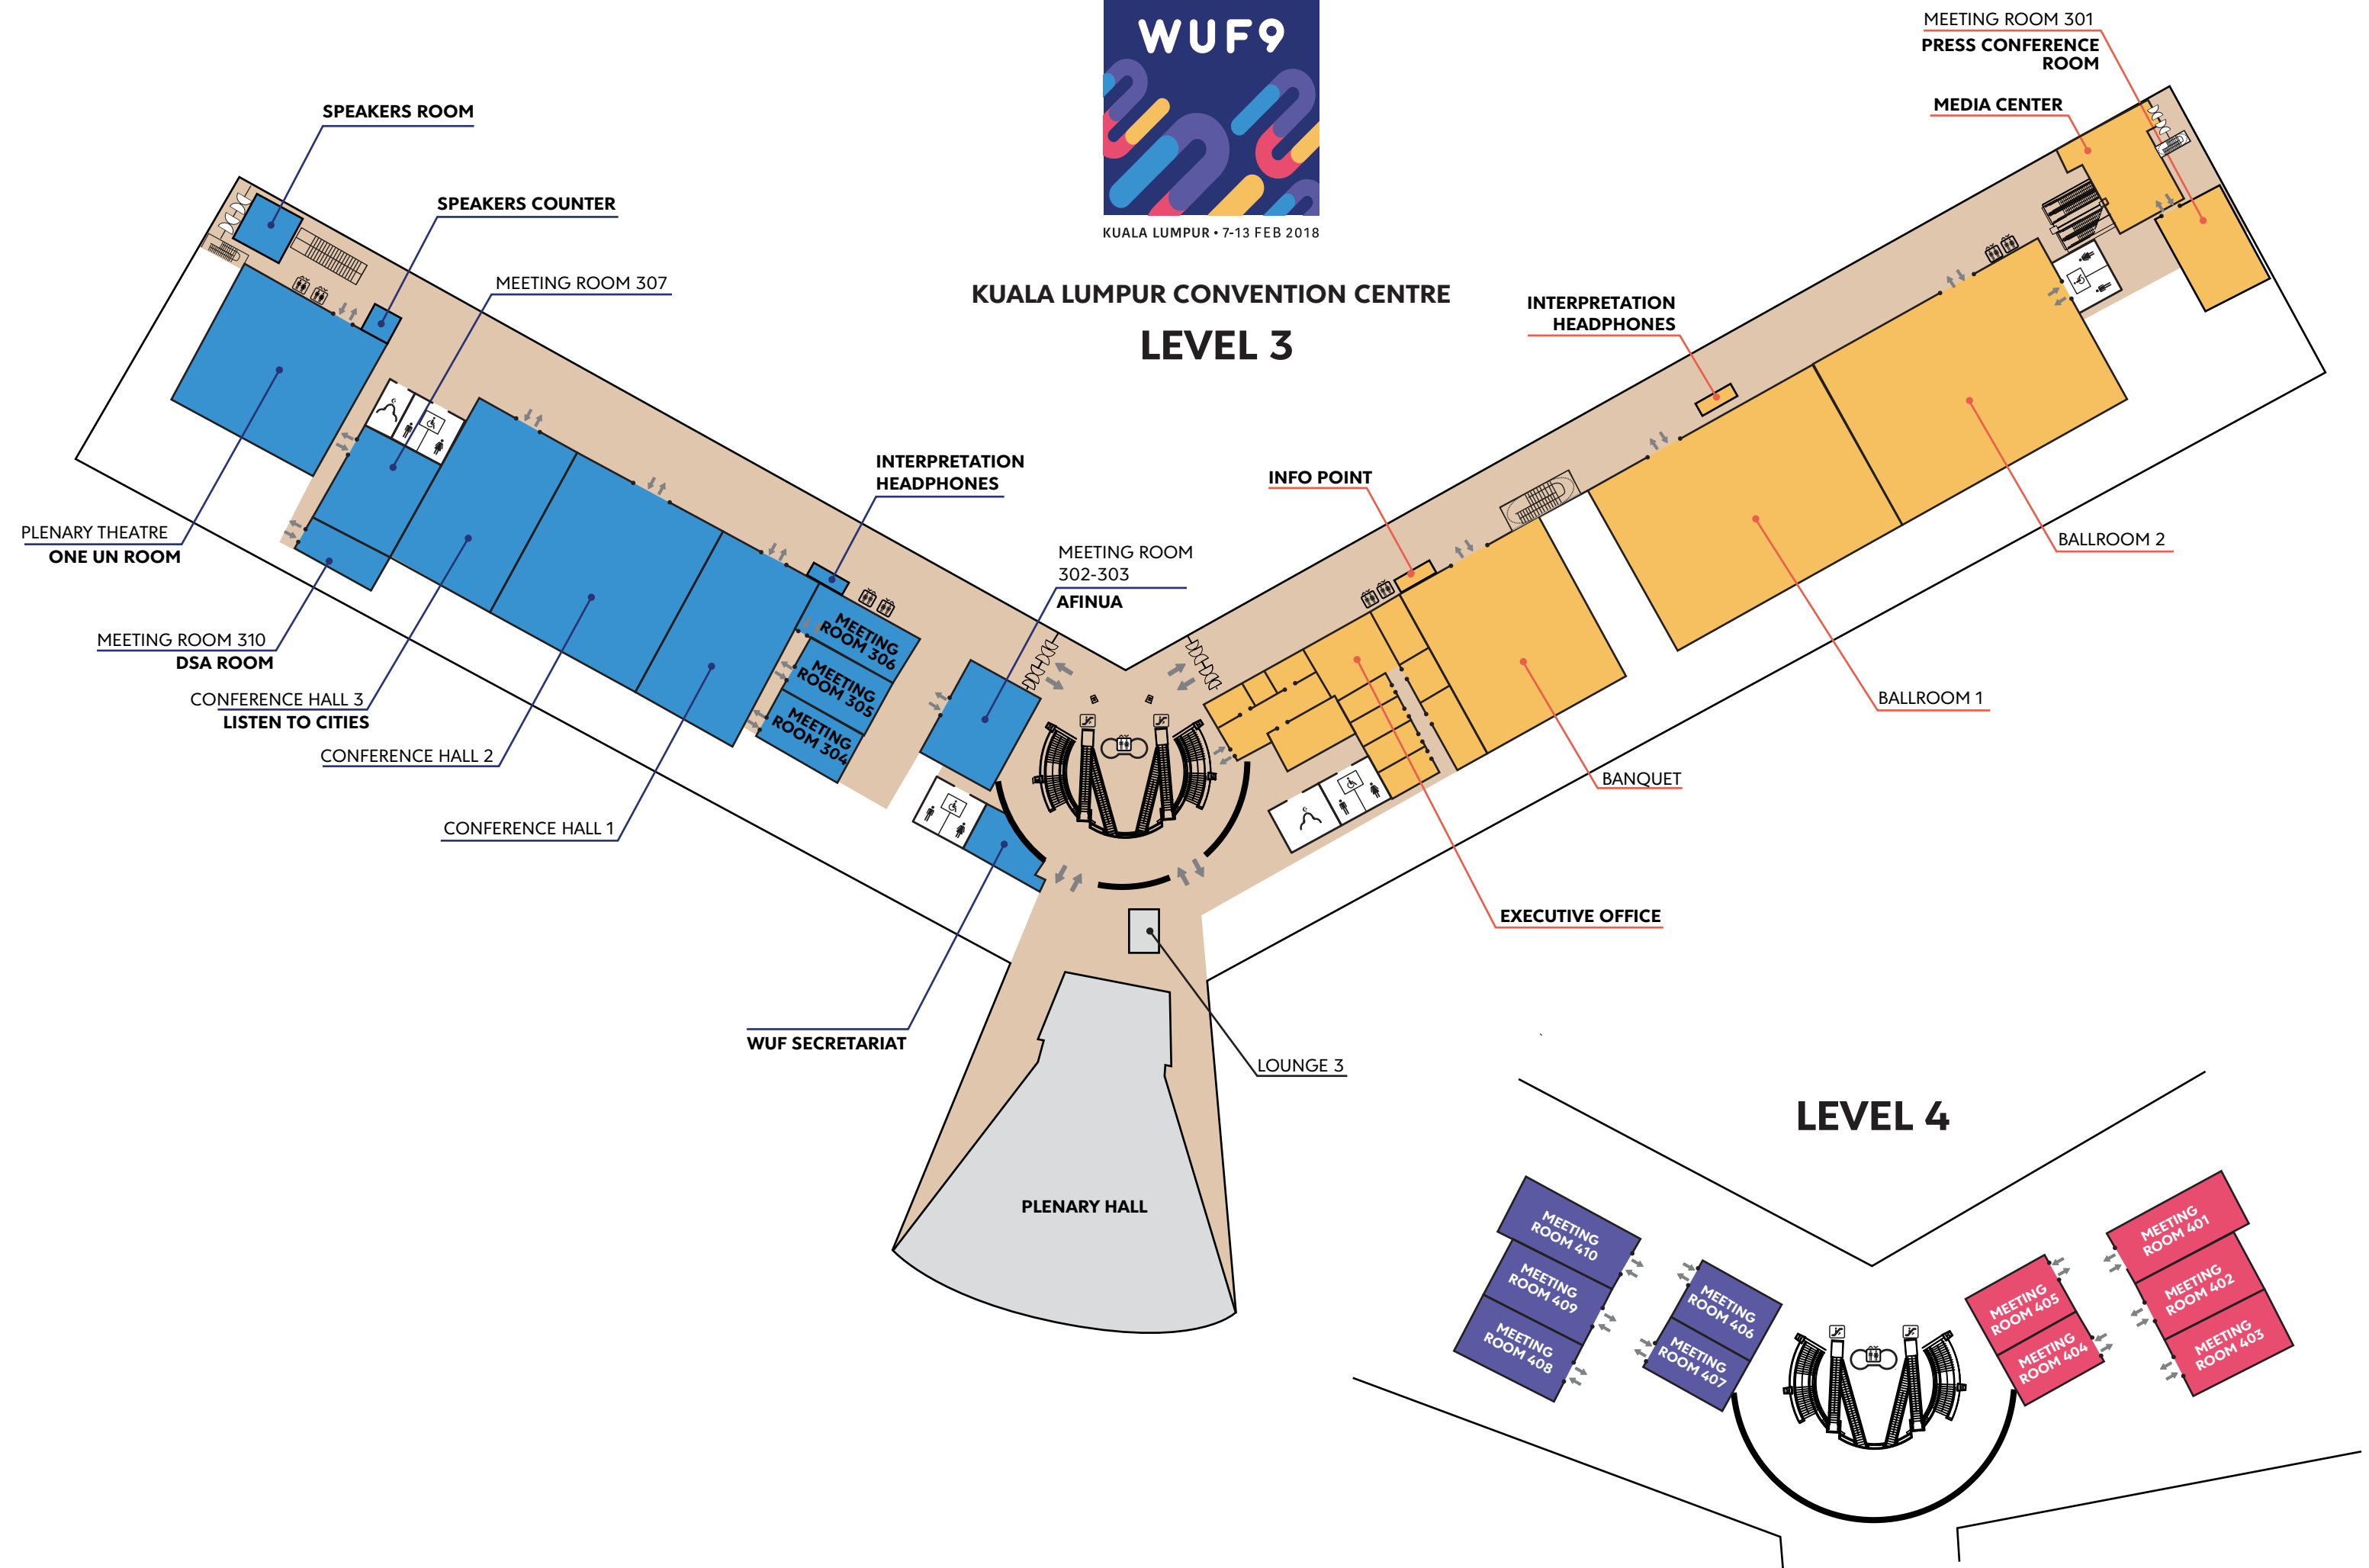 WUF9
KUALA LUMPUR • 7-13 FEB 2018
KUALA LUMPUR CONVENTION CENTRE
LEVEL 3
SPEAKERS ROOM
SPEAKERS COUNTER
MEETING ROOM 307
INTERPRETATION
HEADPHONES
MEETING ROOM
302-303
AFINUA
PLENARY THEATRE
ONE UN ROOM
MEETING ROOM 310
DSA ROOM
CONFERENCE HALL 3
LISTEN TO CITIES
CONFERENCE HALL 2
CONFERENCE HALL 1
MEETING
ROOM 306
MEETING
ROOM 305
MEETING
ROOM 304
WUF SECRETARIAT
MEETING ROOM 301
PRESS CONFERENCE
ROOM
MEDIA CENTER
INTERPRETATION
HEADPHONES
INFO POINT
BALLROOM 2
BALLROOM 1
BANQUET
EXECUTIVE OFFICE
LOUNGE 3
PLENARY HALL
LEVEL 4
MEETING
ROOM 410
MEETING
ROOM 409
MEETING
ROOM 408
MEETING
ROOM 406
MEETING
ROOM 407
MEETING
ROOM 405
MEETING
ROOM 404
MEETING
ROOM 401
MEETING
ROOM 402
MEETING
ROOM 403